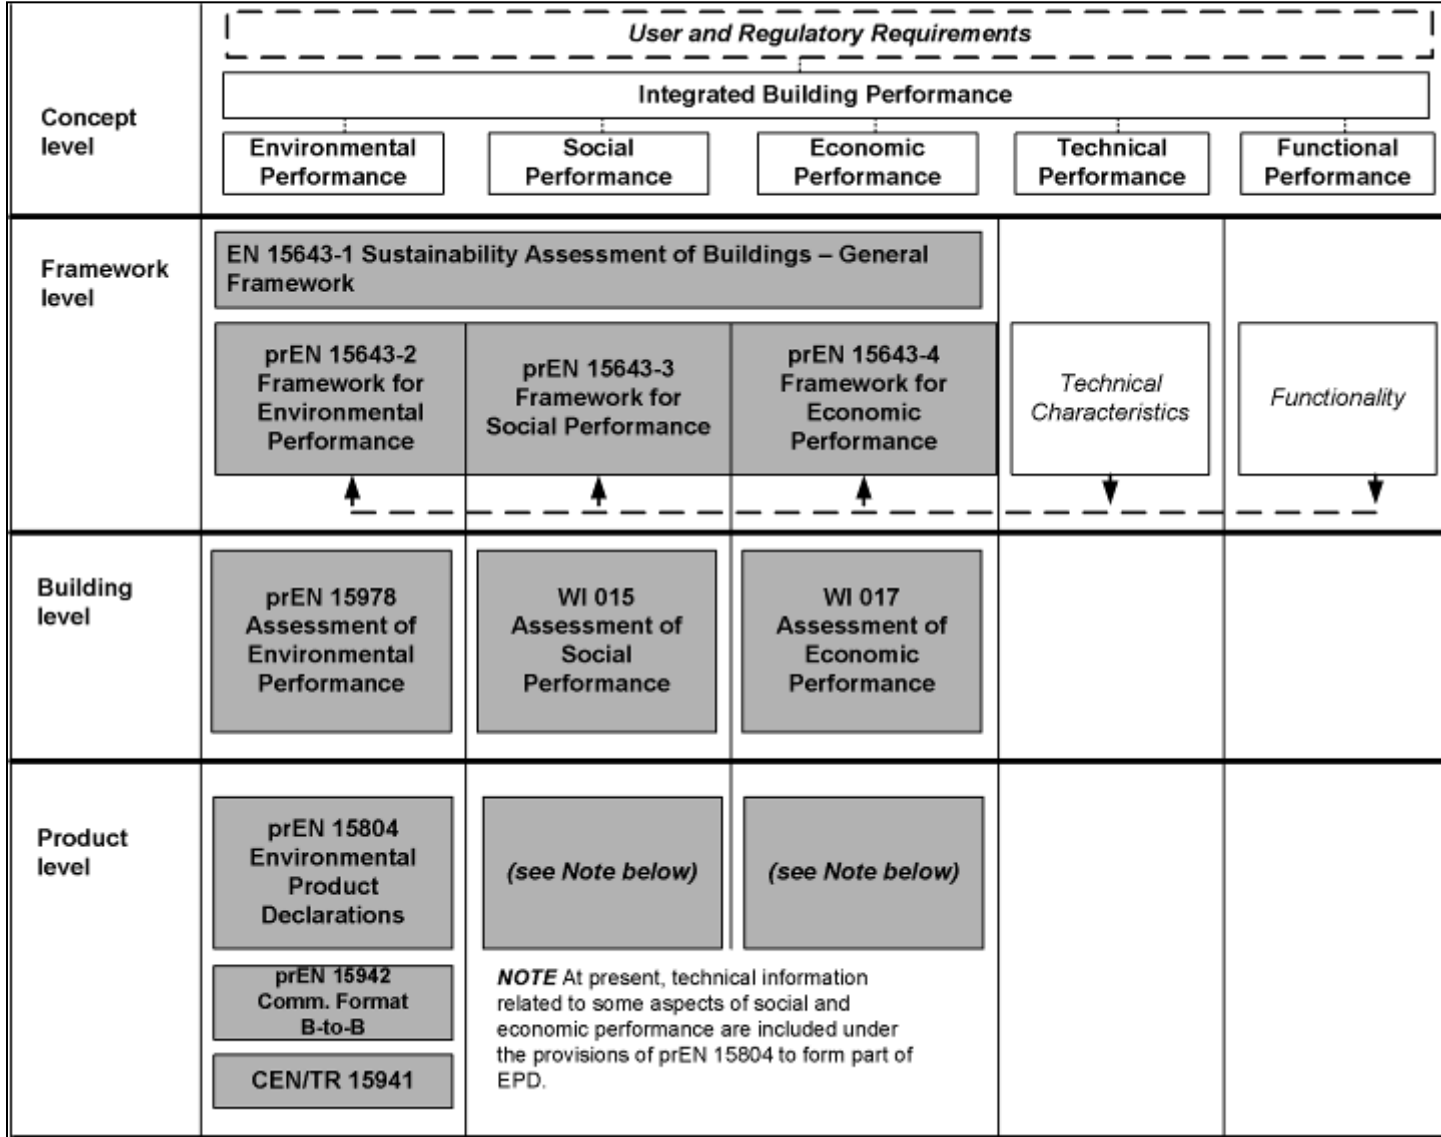 User and Regulatory Requirements
Integrated Building Performance
Concept
level
Environmental
Performance
Social
Performance
Economic
Performance
Technical
Performance
Functional
Performance
Framework
level
EN 15643-1 Sustainability Assessment of Buildings – General
Framework
prEN 15643-2
Framework for
Environmental
Performance
prEN 15643-3
Framework for
Social Performance
prEN 15643-4
Framework for
Economic
Performance
Technical
Characteristics
Functionality
Building
level
prEN 15978
Assessment of
Environmental
Performance
WI 015
Assessment of
Social
Performance
WI 017
Assessment of
Economic
Performance
Product
level
prEN 15804
Environmental
Product
Declarations
(see Note below)
(see Note below)
prEN 15942
Comm. Format
B-to-B
CEN/TR 15941
NOTE At present, technical information
related to some aspects of social and
economic performance are included under
the provisions of prEN 15804 to form part of
EPD.